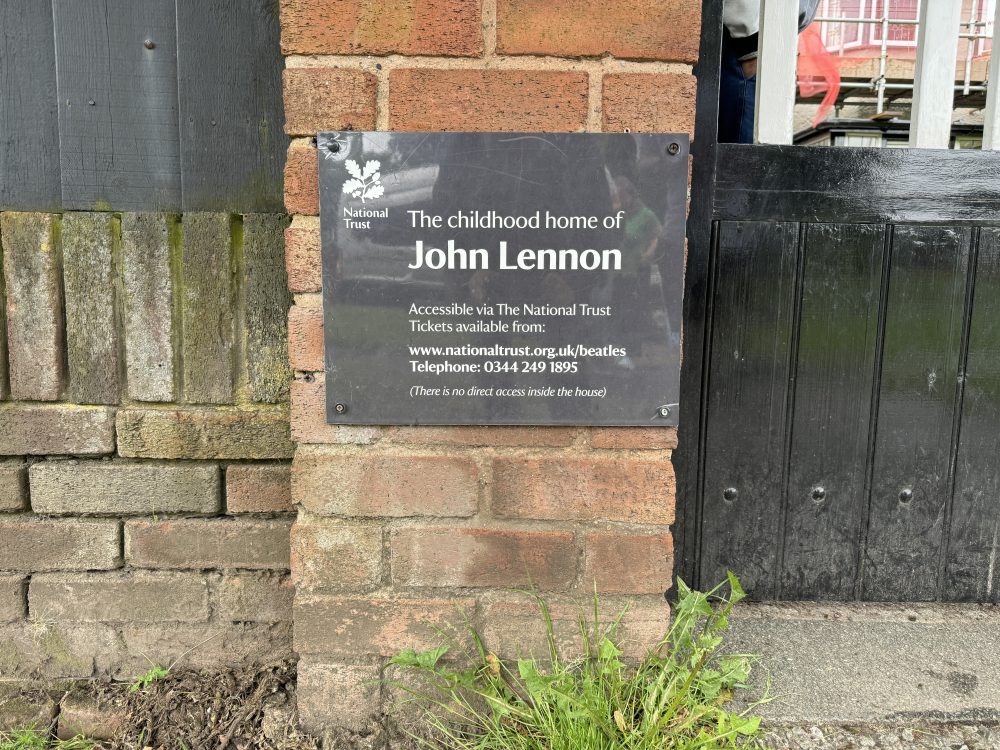 National
Trust
The childhood home of
John Lennon
Accessible via The National Trust
Tickets available from:
www.nationaltrust.org.uk/beatles
Telephone: 0344 249 1895
(There is no direct access inside the house)